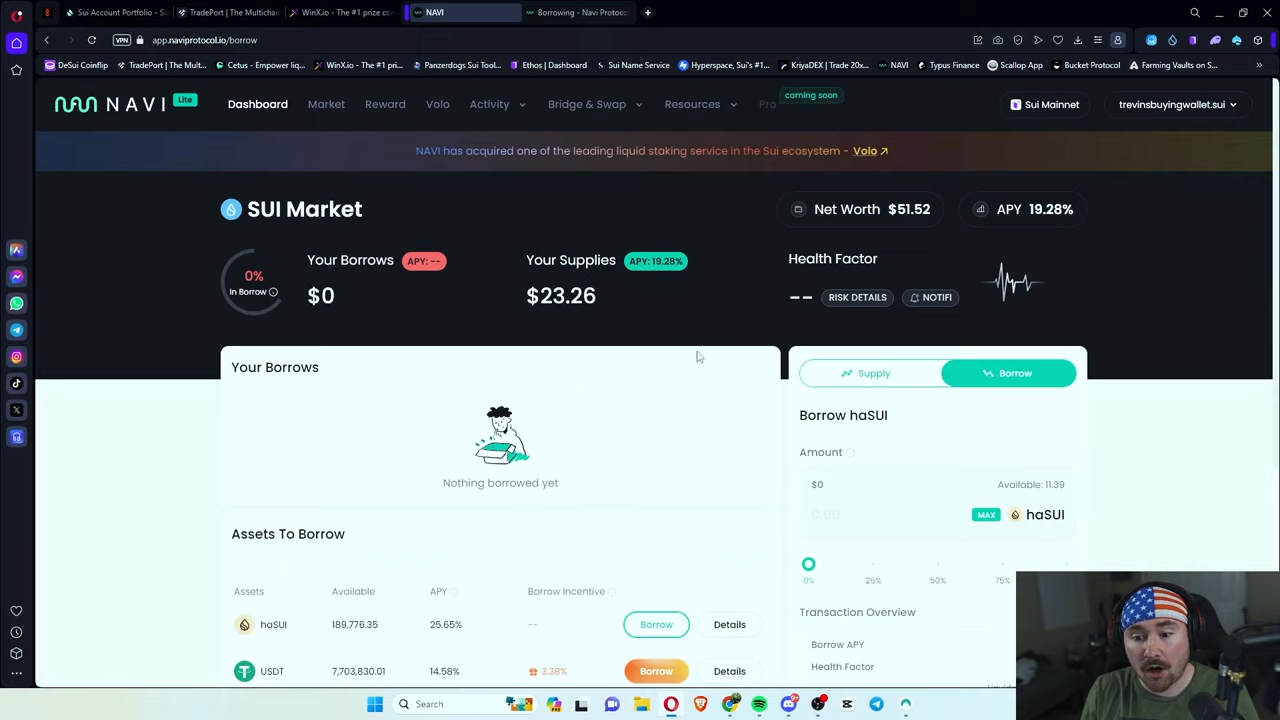 Sui Account Portfolio - S
TradePort | The Multichai
WinX.io - The #1 prize co
NAVI
Borrowing - Navi Protoco
VPN
app.naviprotocol.io/borrow
DeSui Coinflip
TradePort | The Mult...
Cetus - Empower liq...
WinX.io - The #1 pri...
Panzerdogs Sui Tool...
Ethos | Dashboard
Sui Name Service
Hyperspace, Sui's #1...
KriyaDEX | Trade 20x...
NAVI
Typus Finance
Scallop App
Bucket Protocol
Farming Vaults on S...
NAVI
Lite
Dashboard
Market
Reward
Volo
Activity
Bridge & Swap
Resources
Pro
coming soon
Sui Mainnet
trevinsbuyingwallet.sui
NAVI has acquired one of the leading liquid staking service in the Sui ecosystem - Volo
SUI Market
Net Worth $51.52
APY 19.28%
0%
In Borrow
Your Borrows
APY: --
$0
Your Supplies
APY: 19.28%
$23.26
Health Factor
--
RISK DETAILS
NOTIFI
Your Borrows
Nothing borrowed yet
Supply
Borrow
Borrow haSUI
Amount
$0
Available: 11.39
0.00
MAX
haSUI
0%
25%
50%
75%
Transaction Overview
Borrow APY
Health Factor
Assets To Borrow
Assets
Available
APY
Borrow Incentive
haSUI
189,776.35
25.65%
--
Borrow
Details
USDT
7,703,830.01
14.58%
3.38%
Borrow
Details
Search